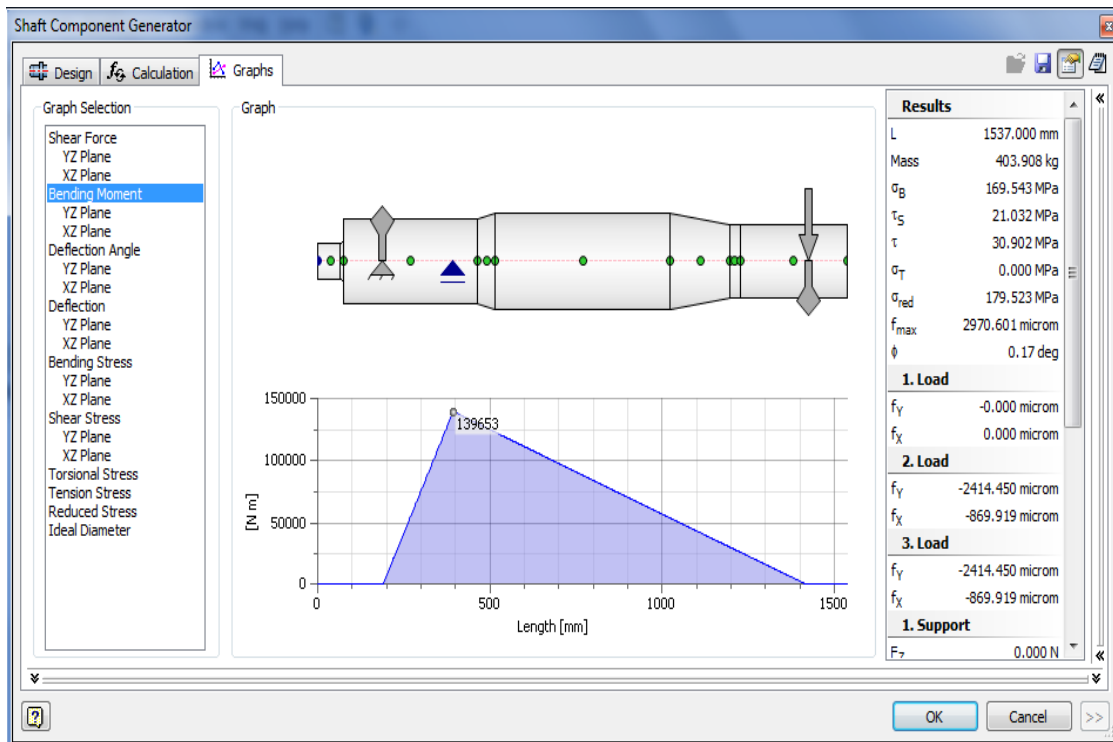 Shaft Component Generator
Design
Calculation
Graphs
Graph Selection
Shear Force
YZ Plane
XZ Plane
Bending Moment
YZ Plane
XZ Plane
Deflection Angle
YZ Plane
XZ Plane
Deflection
YZ Plane
XZ Plane
Bending Stress
YZ Plane
XZ Plane
Shear Stress
YZ Plane
XZ Plane
Torsional Stress
Tension Stress
Reduced Stress
Ideal Diameter
Graph
150000
139653
100000
[N m]
50000
0
0 500 1000 1500
Length [mm]
Results
L 1537.000 mm
Mass 403.908 kg
σB 169.543 MPa
τS 21.032 MPa
τ 30.902 MPa
σT 0.000 MPa
σred 179.523 MPa
fmax 2970.601 microm
ϕ 0.17 deg
1. Load
fY -0.000 microm
fX 0.000 microm
2. Load
fY -2414.450 microm
fX -869.919 microm
3. Load
fY -2414.450 microm
fX -869.919 microm
1. Support
F7 0.000 N
OK
Cancel
>>